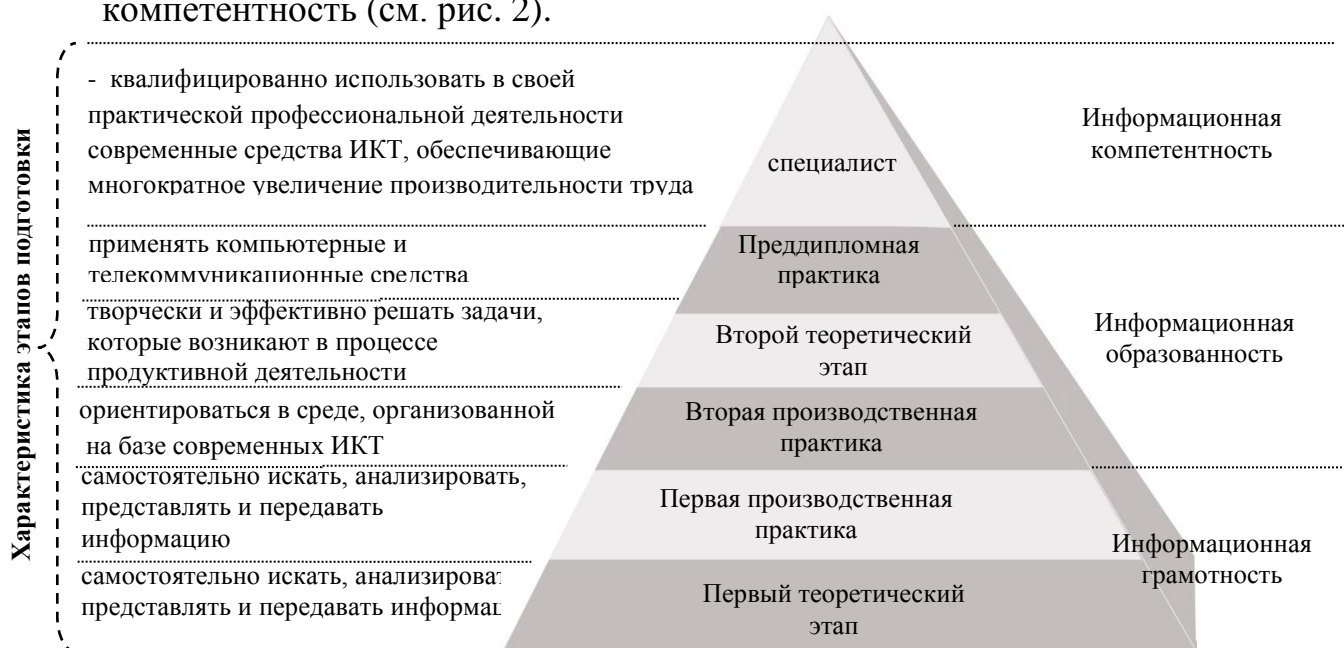 компетентность (см. рис. 2).
Характеристика этапов подготовки
- квалифицированно использовать в своей
практической профессиональной деятельности
современные средства ИКТ, обеспечивающие
многократное увеличение производительности труда
специалист
Информационная
компетентность
применять компьютерные и
телекоммуникационные средства
Преддипломная
практика
творчески и эффективно решать задачи,
которые возникают в процессе
продуктивной деятельности
Второй теоретический
этап
Информационная
образованность
ориентироваться в среде, организованной
на базе современных ИКТ
Вторая производственная
практика
самостоятельно искать, анализировать,
представлять и передавать
информацию
Первая производственная
практика
Информационная
грамотность
самостоятельно искать, анализироват
представлять и передавать информац
Первый теоретический
этап